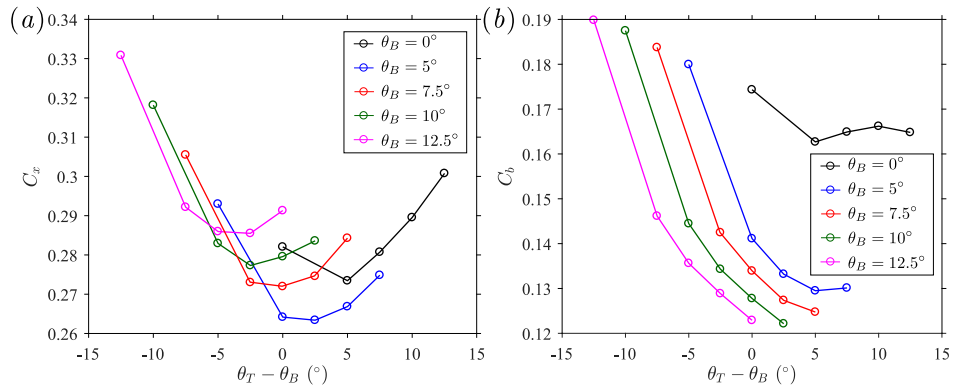 (a)
0.34
0.33
0.32
0.31
0.3
0.29
0.28
0.27
0.26
C_x
-15
-10
-5
0
5
10
15
θ_T − θ_B (°)
θ_B = 0°
θ_B = 5°
θ_B = 7.5°
θ_B = 10°
θ_B = 12.5°
(b)
0.19
0.18
0.17
0.16
0.15
0.14
0.13
0.12
C_b
-15
-10
-5
0
5
10
15
θ_T − θ_B (°)
θ_B = 0°
θ_B = 5°
θ_B = 7.5°
θ_B = 10°
θ_B = 12.5°